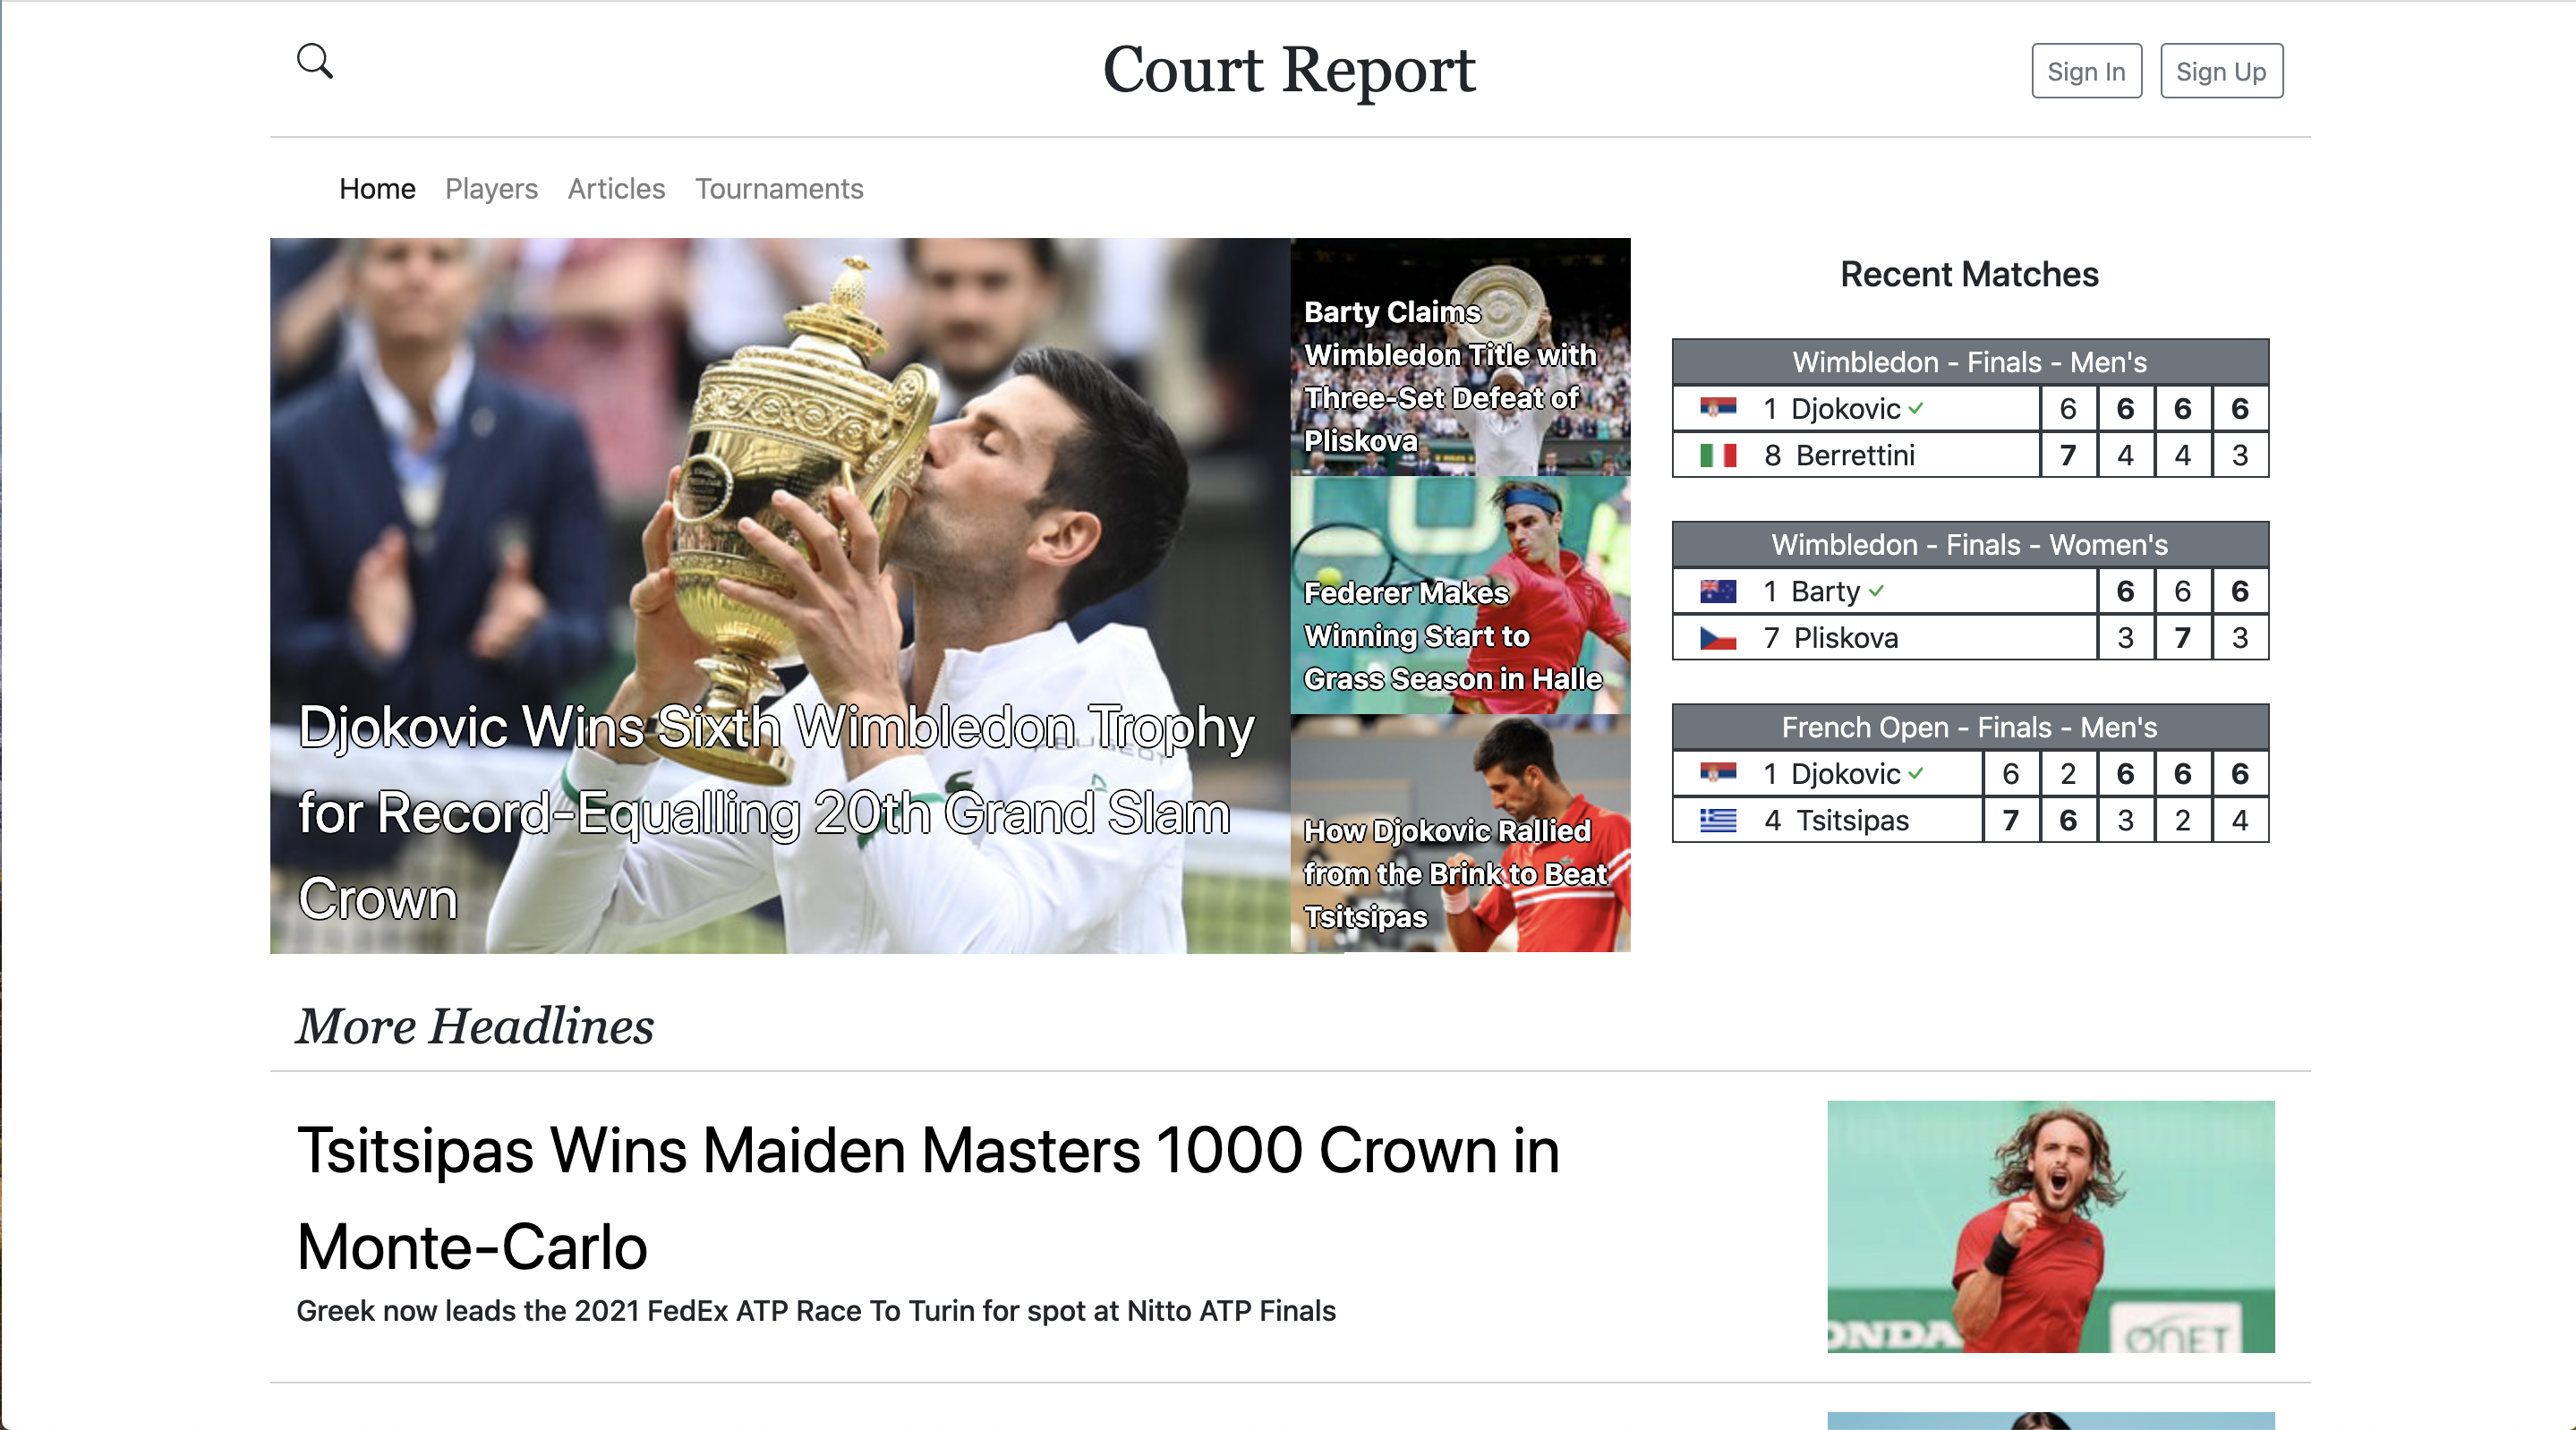 Court Report
Sign In
Sign Up
Home Players Articles Tournaments
Djokovic Wins Sixth Wimbledon Trophy
for Record-Equalling 20th Grand Slam
Crown
PEUGEOT
Barty Claims
Wimbledon Title with
Three-Set Defeat of
Pliskova
Federer Makes
Winning Start to
Grass Season in Halle
How Djokovic Rallied
from the Brink to Beat
Tsitsipas
Recent Matches
Wimbledon - Finals - Men's
1 Djokovic ✓ 6 6 6 6
8 Berrettini 7 4 4 3
Wimbledon - Finals - Women's
1 Barty ✓ 6 6 6
7 Pliskova 3 7 3
French Open - Finals - Men's
1 Djokovic ✓ 6 2 6 6 6
4 Tsitsipas 7 6 3 2 4
More Headlines
Tsitsipas Wins Maiden Masters 1000 Crown in
Monte-Carlo
Greek now leads the 2021 FedEx ATP Race To Turin for spot at Nitto ATP Finals
ONDA